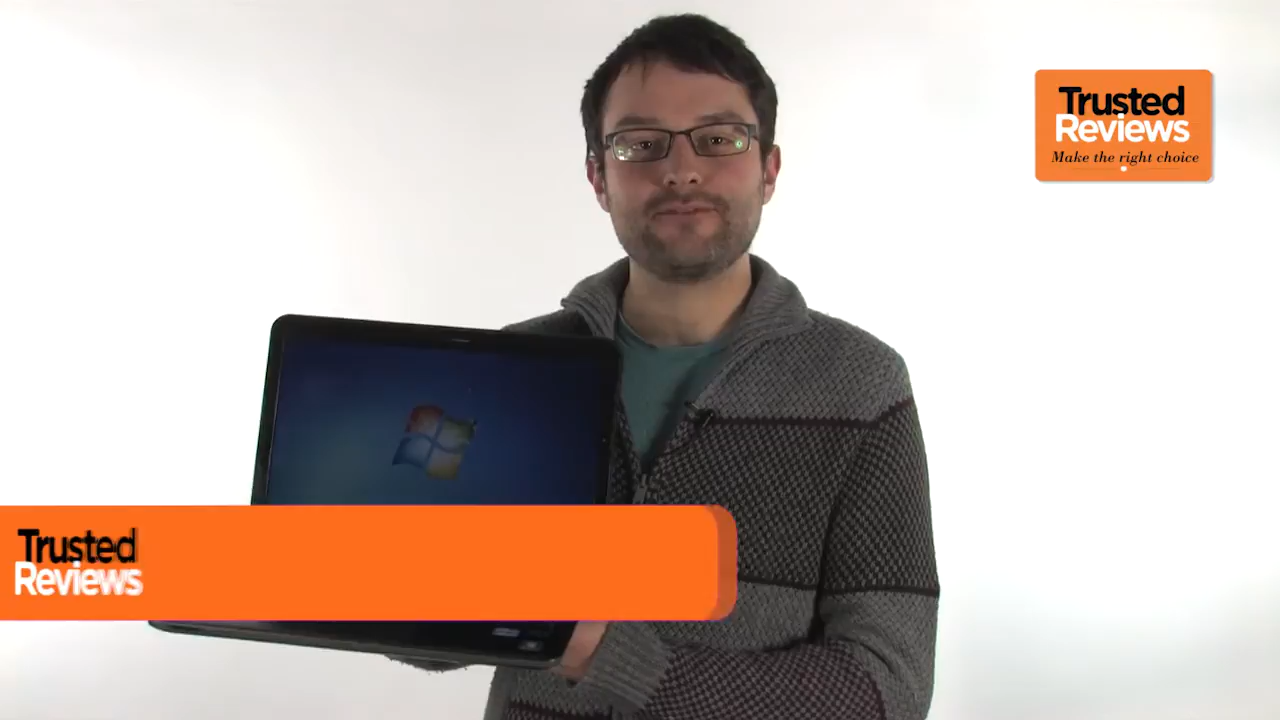 Trusted
Reviews
Make the right choice
Trusted
Reviews